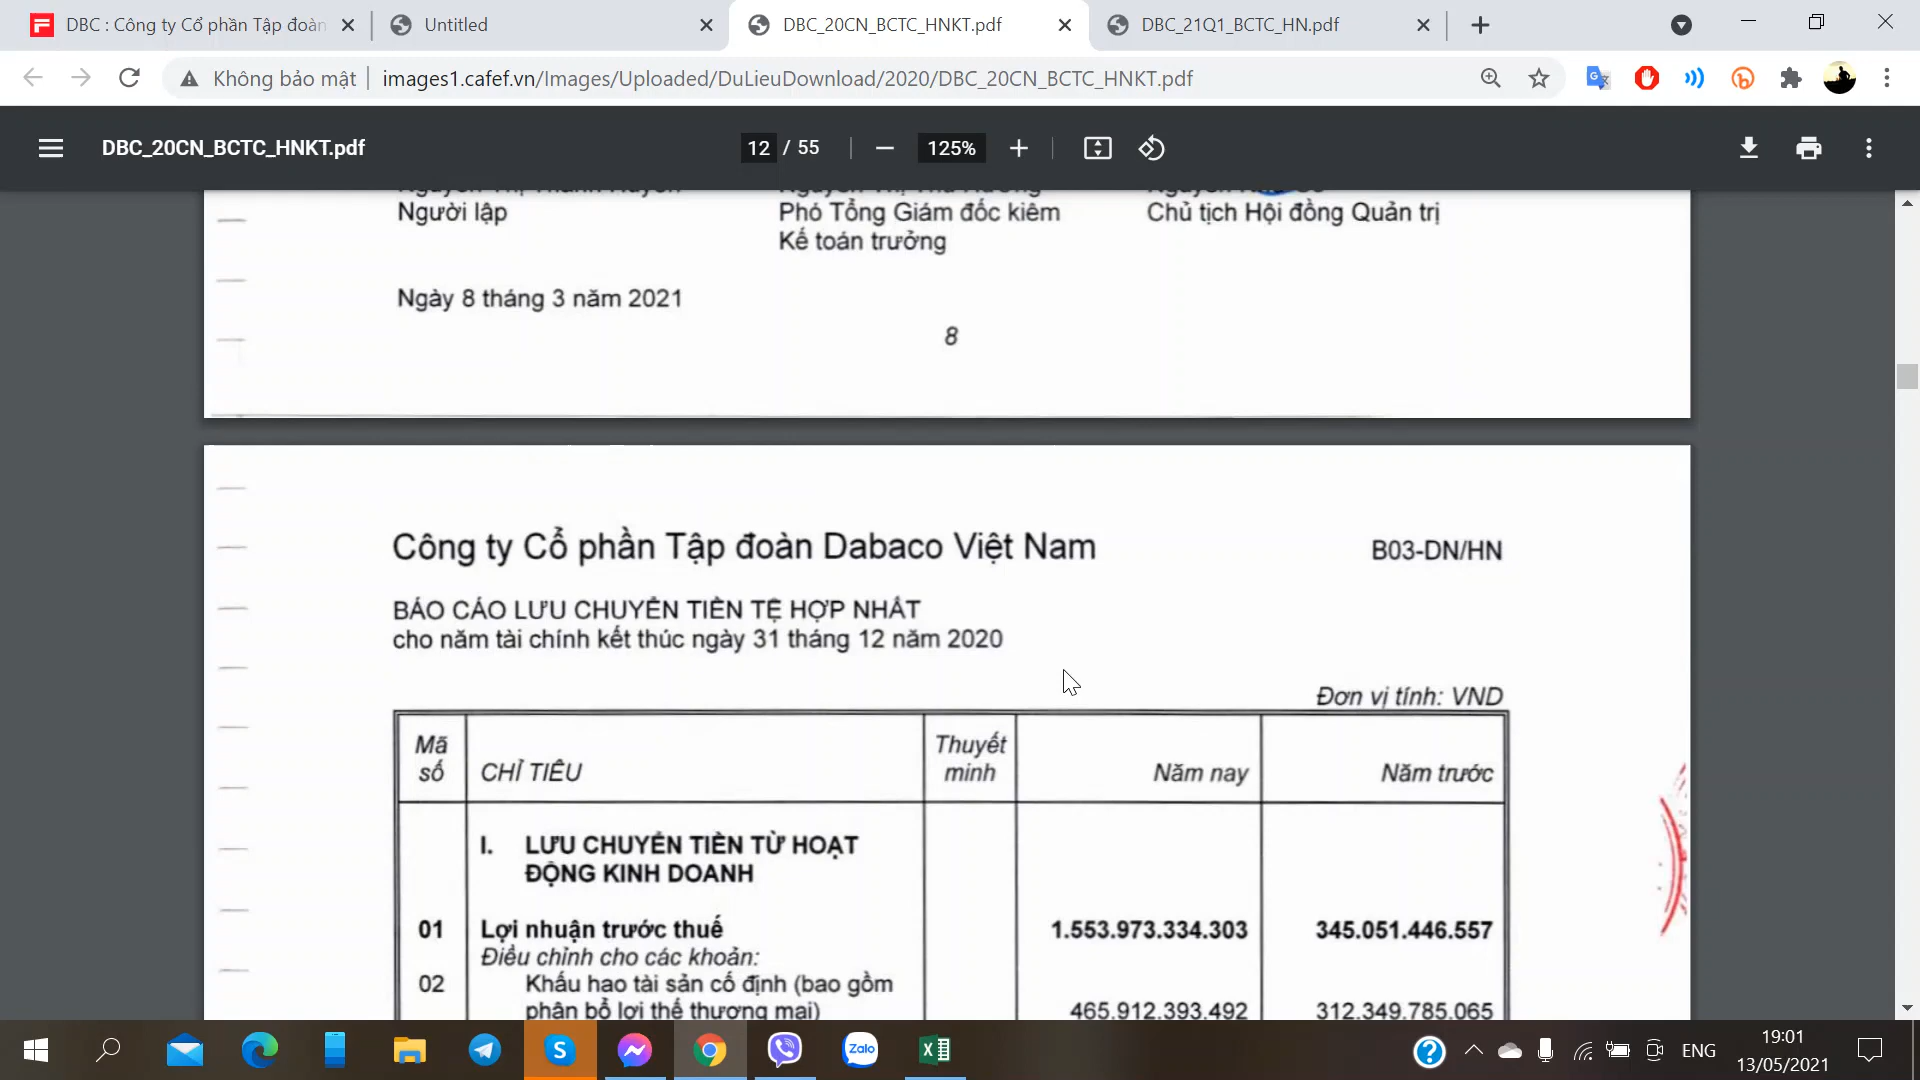 DBC : Công ty Cổ phần Tập đoàn
Untitled
DBC_20CN_BCTC_HNKT.pdf
DBC_21Q1_BCTC_HN.pdf
Không bảo mật
images1.cafef.vn/Images/Uploaded/DuLieuDownload/2020/DBC_20CN_BCTC_HNKT.pdf
DBC_20CN_BCTC_HNKT.pdf
12 / 55
125%
Người lập
Phó Tổng Giám đốc kiêm
Kế toán trưởng
Chủ tịch Hội đồng Quản trị
Ngày 8 tháng 3 năm 2021
8
Công ty Cổ phần Tập đoàn Dabaco Việt Nam
B03-DN/HN
BÁO CÁO LƯU CHUYỂN TIỀN TỆ HỢP NHẤT
cho năm tài chính kết thúc ngày 31 tháng 12 năm 2020
Đơn vị tính: VND
Mã số
CHỈ TIÊU
Thuyết minh
Năm nay
Năm trước
I. LƯU CHUYỂN TIỀN TỪ HOẠT
ĐỘNG KINH DOANH
01 Lợi nhuận trước thuế 1.553.973.334.303 345.051.446.557
Điều chỉnh cho các khoản:
02 Khấu hao tài sản cố định (bao gồm
phân bổ lợi thế thương mại) 465.912.393.492 312.349.785.065
Zalo
ENG
19:01
13/05/2021